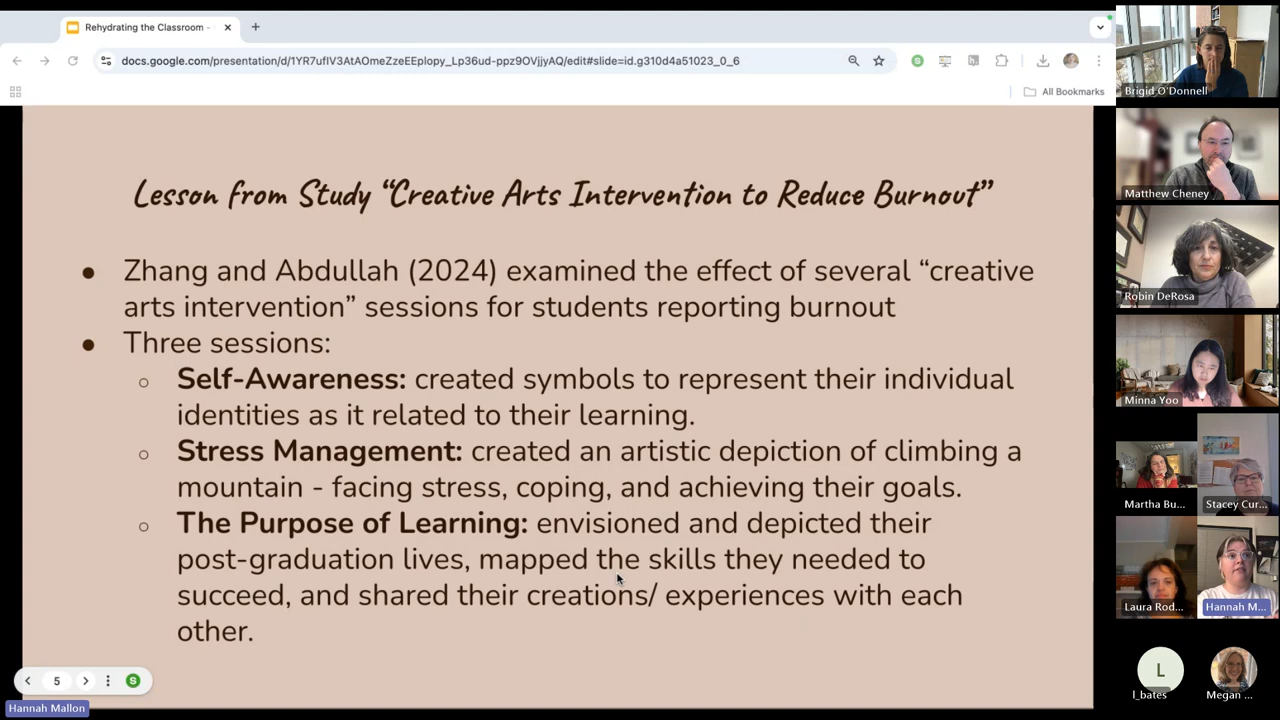 Rehydrating the Classroom -
docs.google.com/presentation/d/1YR7uflV3AtAOmeZzeEEplopy_Lp36ud-ppz9OVjjyAQ/edit#slide=id.g310d4a51023_0_6
All Bookmarks
Lesson from Study “Creative Arts Intervention to Reduce Burnout”
● Zhang and Abdullah (2024) examined the effect of several “creative
arts intervention” sessions for students reporting burnout
● Three sessions:
○ Self-Awareness: created symbols to represent their individual
identities as it related to their learning.
○ Stress Management: created an artistic depiction of climbing a
mountain - facing stress, coping, and achieving their goals.
○ The Purpose of Learning: envisioned and depicted their
post-graduation lives, mapped the skills they needed to
succeed, and shared their creations/ experiences with each
other.
5
S
Hannah Mallon
Brigid O'Donnell
Matthew Cheney
Robin DeRosa
Minna Yoo
Martha Bu...
Stacey Cur...
Laura Rod...
Hannah M...
L
l_bates
Megan ...